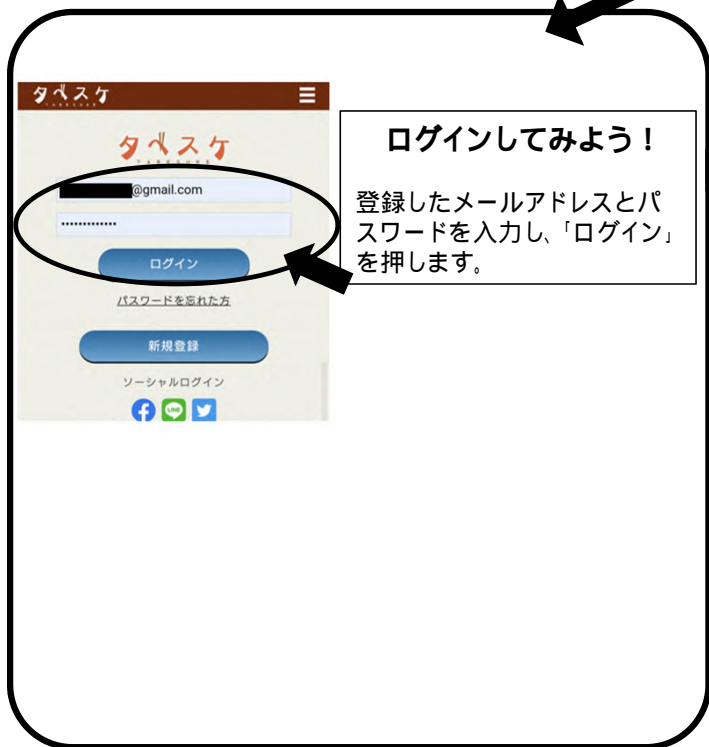 タベスケ
TABESUKE
タベスケ
TABESUKE
@gmail.com
•••••••••••••
ログイン
パスワードを忘れた方
新規登録
ソーシャルログイン
LINE
ログインしてみよう！
登録したメールアドレスとパ
スワードを入力し、「ログイン」
を押します。